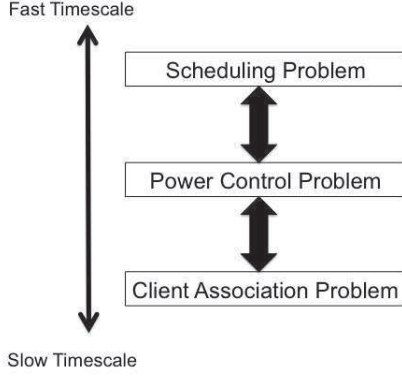 Fast Timescale
Scheduling Problem
Power Control Problem
Client Association Problem
Slow Timescale